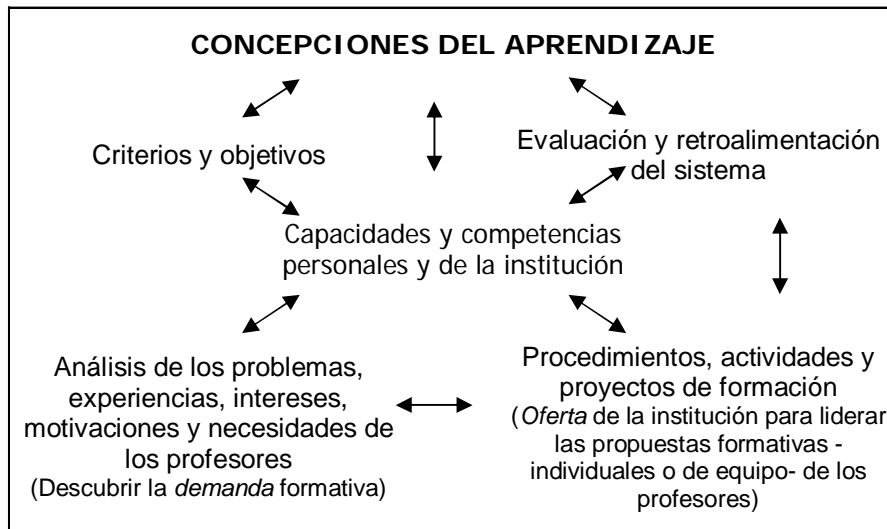 CONCEPCIONES DEL APRENDIZAJE
Criterios y objetivos
Evaluación y retroalimentación
del sistema
Capacidades y competencias
personales y de la institución
Análisis de los problemas,
experiencias, intereses,
motivaciones y necesidades de
los profesores
(Descubrir la demanda formativa)
Procedimientos, actividades y
proyectos de formación
(Oferta de la institución para liderar
las propuestas formativas -
individuales o de equipo- de los
profesores)